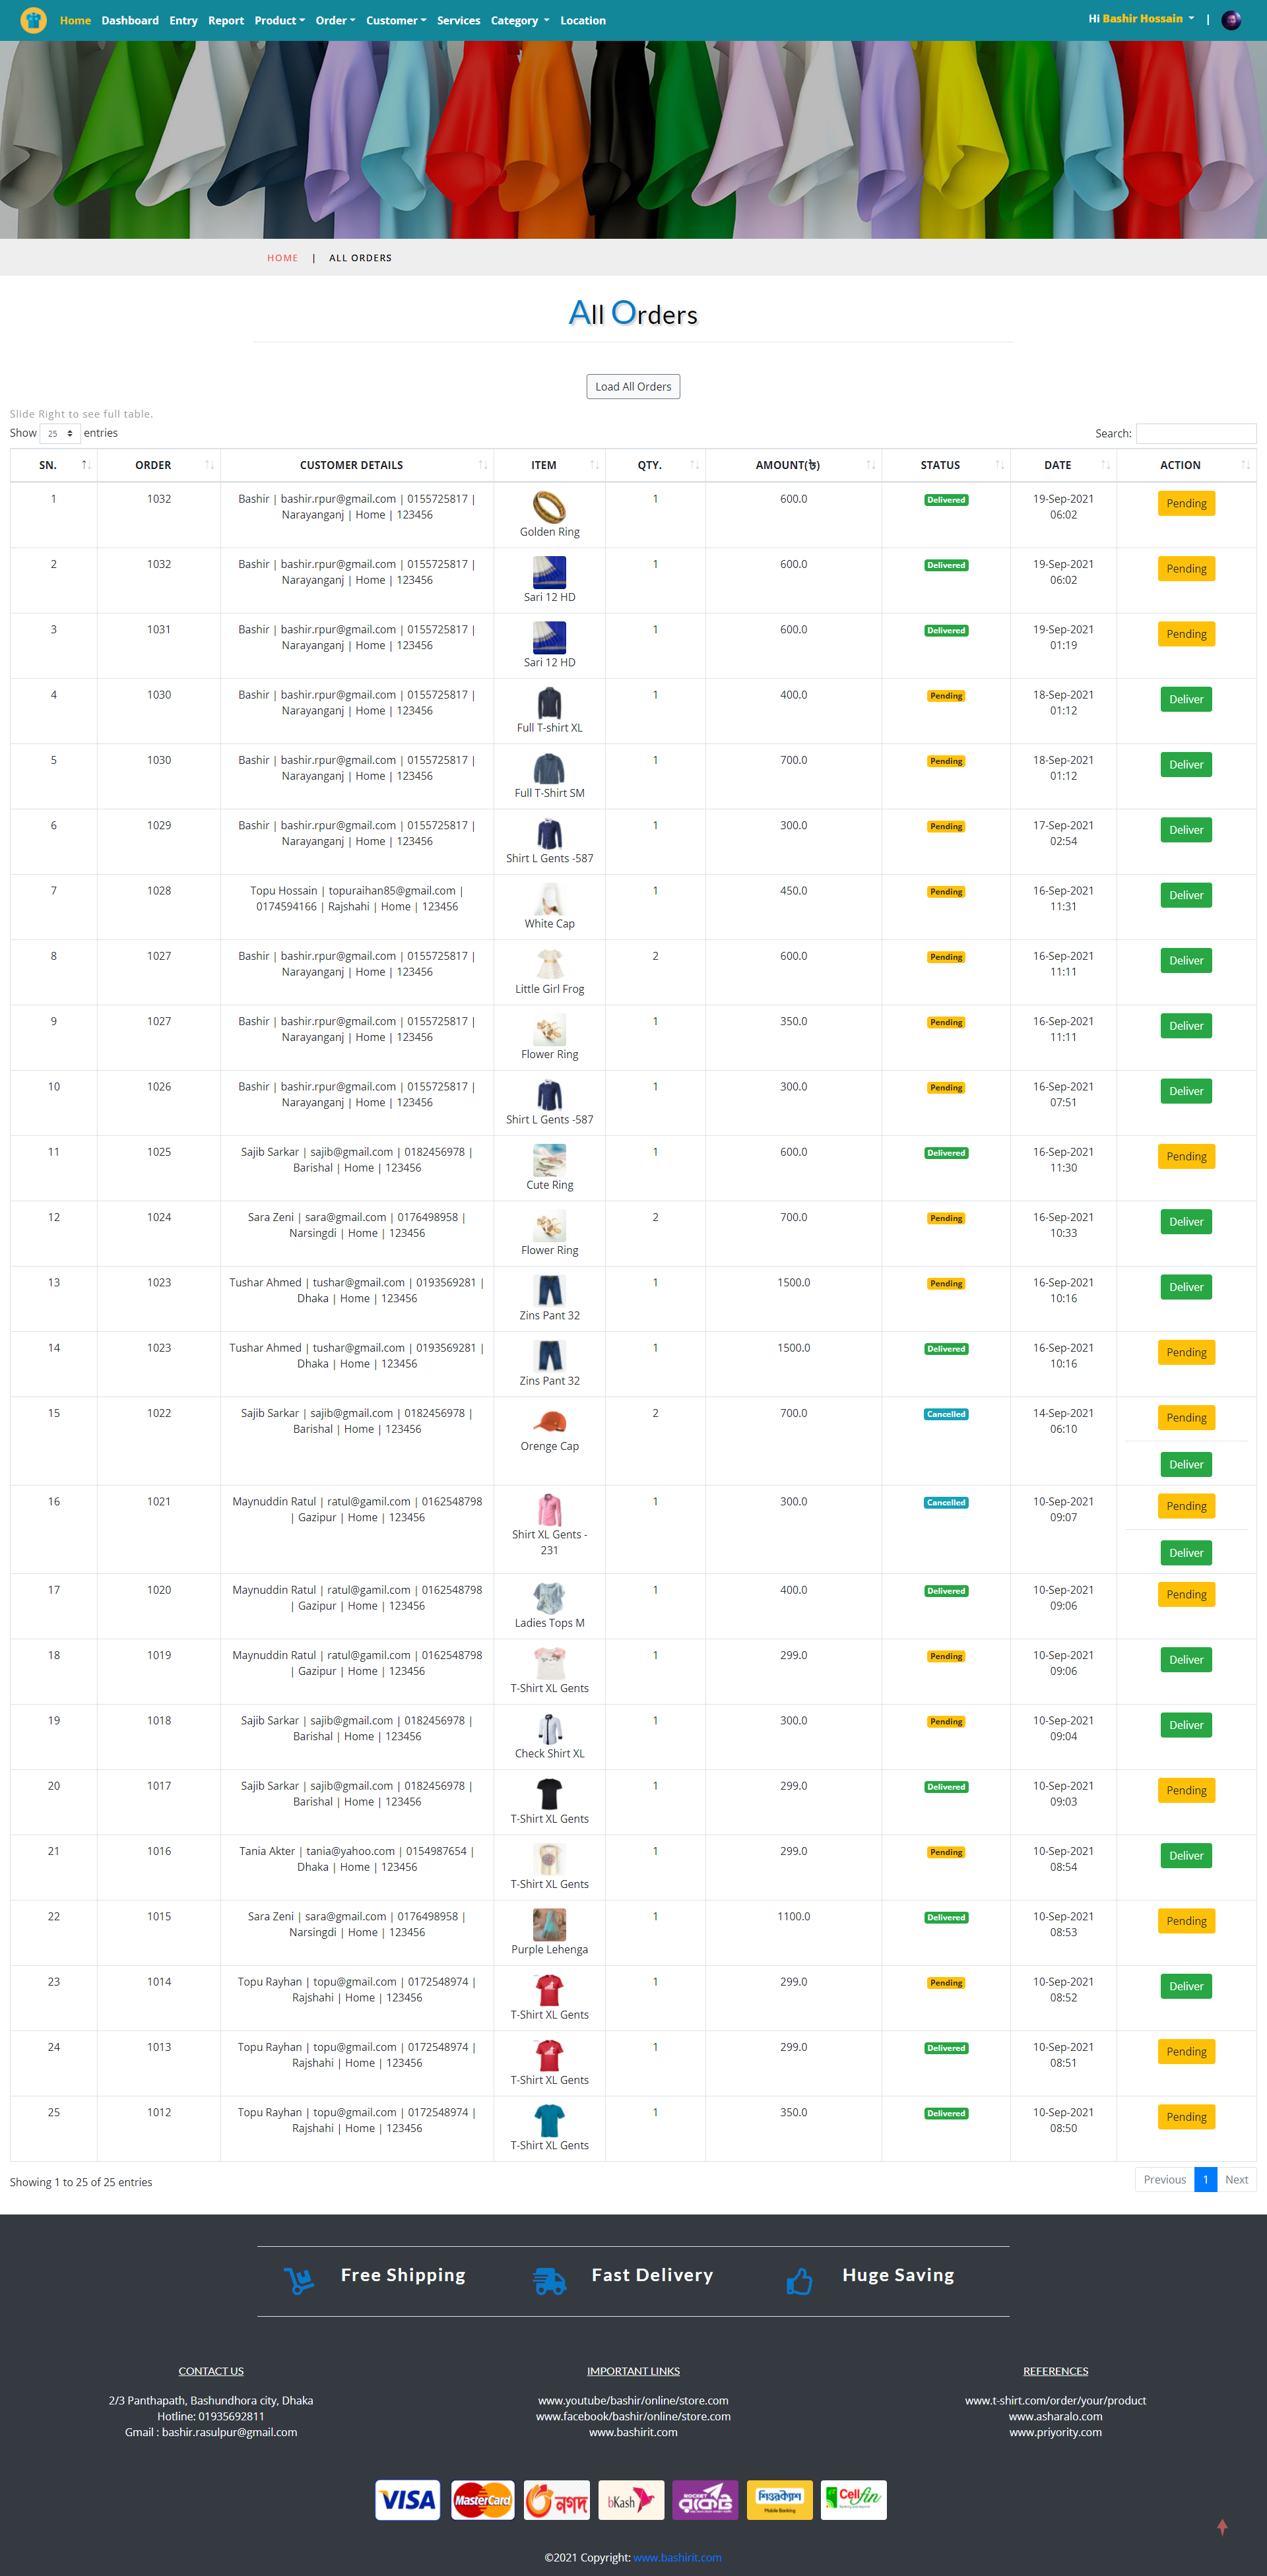 Home Dashboard Entry Report Product Order Customer Services Category Location Hi Bashir Hossain |
HOME | ALL ORDERS
All Orders
Load All Orders
Slide Right to see full table.
Show 25 entries Search:
SN. ORDER CUSTOMER DETAILS ITEM QTY. AMOUNT(৳) STATUS DATE ACTION
1 1032 Bashir | bashir.rpur@gmail.com | 0155725817 | 1 600.0 Delivered 19-Sep-2021 Pending
Narayanganj | Home | 123456 06:02
Golden Ring
2 1032 Bashir | bashir.rpur@gmail.com | 0155725817 | 1 600.0 Delivered 19-Sep-2021 Pending
Narayanganj | Home | 123456 06:02
Sari 12 HD
3 1031 Bashir | bashir.rpur@gmail.com | 0155725817 | 1 600.0 Delivered 19-Sep-2021 Pending
Narayanganj | Home | 123456 01:19
Sari 12 HD
4 1030 Bashir | bashir.rpur@gmail.com | 0155725817 | 1 400.0 Pending 18-Sep-2021 Deliver
Narayanganj | Home | 123456 01:12
Full T-shirt XL
5 1030 Bashir | bashir.rpur@gmail.com | 0155725817 | 1 700.0 Pending 18-Sep-2021 Deliver
Narayanganj | Home | 123456 01:12
Full T-Shirt SM
6 1029 Bashir | bashir.rpur@gmail.com | 0155725817 | 1 300.0 Pending 17-Sep-2021 Deliver
Narayanganj | Home | 123456 02:54
Shirt L Gents -587
7 1028 Topu Hossain | topuraihan85@gmail.com | 1 450.0 Pending 16-Sep-2021 Deliver
0174594166 | Rajshahi | Home | 123456 11:31
White Cap
8 1027 Bashir | bashir.rpur@gmail.com | 0155725817 | 2 600.0 Pending 16-Sep-2021 Deliver
Narayanganj | Home | 123456 11:11
Little Girl Frog
9 1027 Bashir | bashir.rpur@gmail.com | 0155725817 | 1 350.0 Pending 16-Sep-2021 Deliver
Narayanganj | Home | 123456 11:11
Flower Ring
10 1026 Bashir | bashir.rpur@gmail.com | 0155725817 | 1 300.0 Pending 16-Sep-2021 Deliver
Narayanganj | Home | 123456 07:51
Shirt L Gents -587
11 1025 Sajib Sarkar | sajib@gmail.com | 0182456978 | 1 600.0 Delivered 16-Sep-2021 Pending
Barishal | Home | 123456 11:30
Cute Ring
12 1024 Sara Zeni | sara@gmail.com | 0176498958 | 2 700.0 Pending 16-Sep-2021 Deliver
Narsingdi | Home | 123456 10:33
Flower Ring
13 1023 Tushar Ahmed | tushar@gmail.com | 0193569281 | 1 1500.0 Pending 16-Sep-2021 Deliver
Dhaka | Home | 123456 10:16
Zins Pant 32
14 1023 Tushar Ahmed | tushar@gmail.com | 0193569281 | 1 1500.0 Delivered 16-Sep-2021 Pending
Dhaka | Home | 123456 10:16
Zins Pant 32
15 1022 Sajib Sarkar | sajib@gmail.com | 0182456978 | 2 700.0 Cancelled 14-Sep-2021 Pending
Barishal | Home | 123456 06:10
Orenge Cap
Deliver
16 1021 Maynuddin Ratul | ratul@gamil.com | 0162548798 1 300.0 Cancelled 10-Sep-2021 Pending
| Gazipur | Home | 123456 09:07
Shirt XL Gents -
231
Deliver
17 1020 Maynuddin Ratul | ratul@gamil.com | 0162548798 1 400.0 Delivered 10-Sep-2021 Pending
| Gazipur | Home | 123456 09:06
Ladies Tops M
18 1019 Maynuddin Ratul | ratul@gamil.com | 0162548798 1 299.0 Pending 10-Sep-2021 Deliver
| Gazipur | Home | 123456 09:06
T-Shirt XL Gents
19 1018 Sajib Sarkar | sajib@gmail.com | 0182456978 | 1 300.0 Pending 10-Sep-2021 Deliver
Barishal | Home | 123456 09:04
Check Shirt XL
20 1017 Sajib Sarkar | sajib@gmail.com | 0182456978 | 1 299.0 Delivered 10-Sep-2021 Pending
Barishal | Home | 123456 09:03
T-Shirt XL Gents
21 1016 Tania Akter | tania@yahoo.com | 0154987654 | 1 299.0 Pending 10-Sep-2021 Deliver
Dhaka | Home | 123456 08:54
T-Shirt XL Gents
22 1015 Sara Zeni | sara@gmail.com | 0176498958 | 1 1100.0 Delivered 10-Sep-2021 Pending
Narsingdi | Home | 123456 08:53
Purple Lehenga
23 1014 Topu Rayhan | topu@gmail.com | 0172548974 | 1 299.0 Pending 10-Sep-2021 Deliver
Rajshahi | Home | 123456 08:52
T-Shirt XL Gents
24 1013 Topu Rayhan | topu@gmail.com | 0172548974 | 1 299.0 Delivered 10-Sep-2021 Pending
Rajshahi | Home | 123456 08:51
T-Shirt XL Gents
25 1012 Topu Rayhan | topu@gmail.com | 0172548974 | 1 350.0 Delivered 10-Sep-2021 Pending
Rajshahi | Home | 123456 08:50
T-Shirt XL Gents
Showing 1 to 25 of 25 entries Previous 1 Next
Free Shipping Fast Delivery Huge Saving
CONTACT US IMPORTANT LINKS REFERENCES
2/3 Panthapath, Bashundhora city, Dhaka www.youtube/bashir/online/store.com www.t-shirt.com/order/your/product
Hotline: 01935692811 www.facebook/bashir/online/store.com www.asharalo.com
Gmail : bashir.rasulpur@gmail.com www.bashirit.com www.priyority.com
VISA MasterCard নগদ bKash ROCKET রকেট শিওরক্যাশ Mobile Banking Cellfin
©2021 Copyright: www.bashirit.com